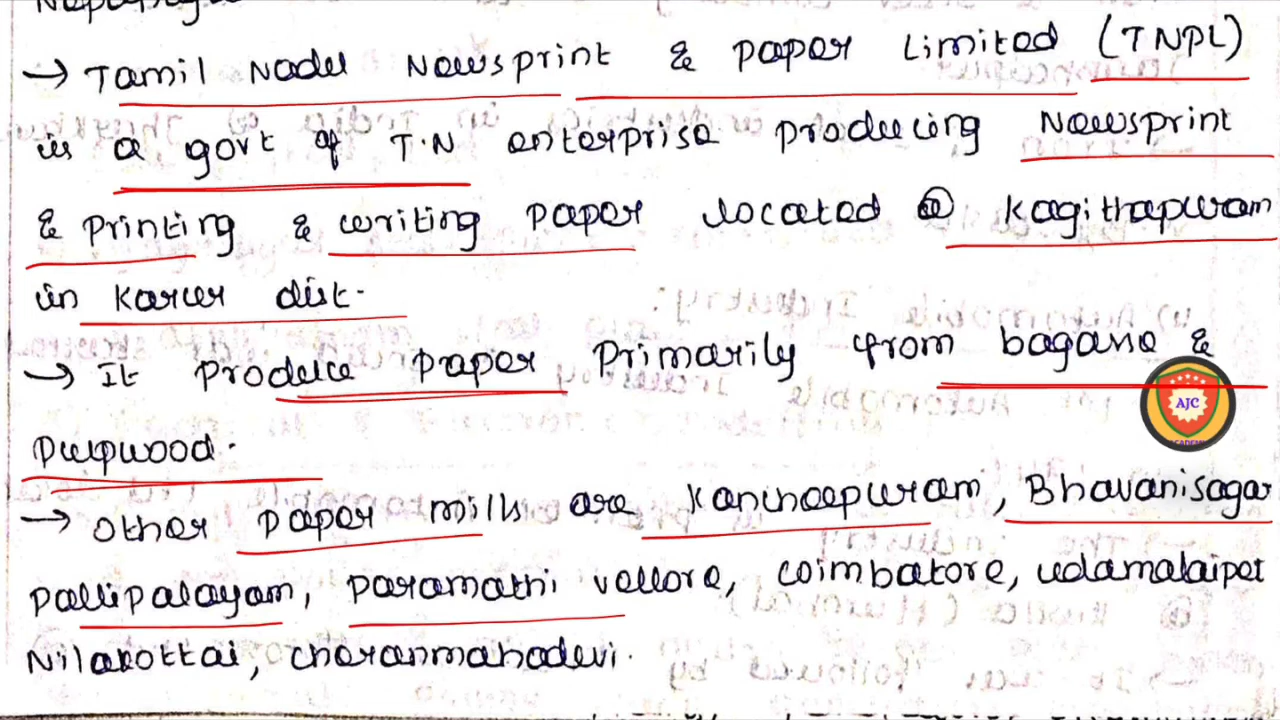 → Tamil Nadu Newsprint & paper Limited (TNPL)
is a govt of T.N enterprise producing Newsprint
& printing & writing paper located @ Kagithapuram
in Karur dist.
→ It produce paper primarily from bagasse &
pulpwood.
AJC
→ Other paper mills are Kancheepuram, Bhavanisagar
pallipalayam, paramathi vellore, coimbatore, udamalaipet
Nilakottai, cheranmahadevi.